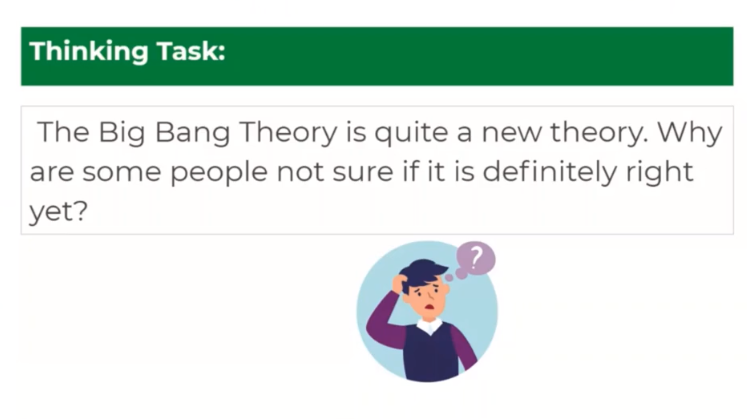 Thinking Task:
The Big Bang Theory is quite a new theory. Why
are some people not sure if it is definitely right
yet?
?